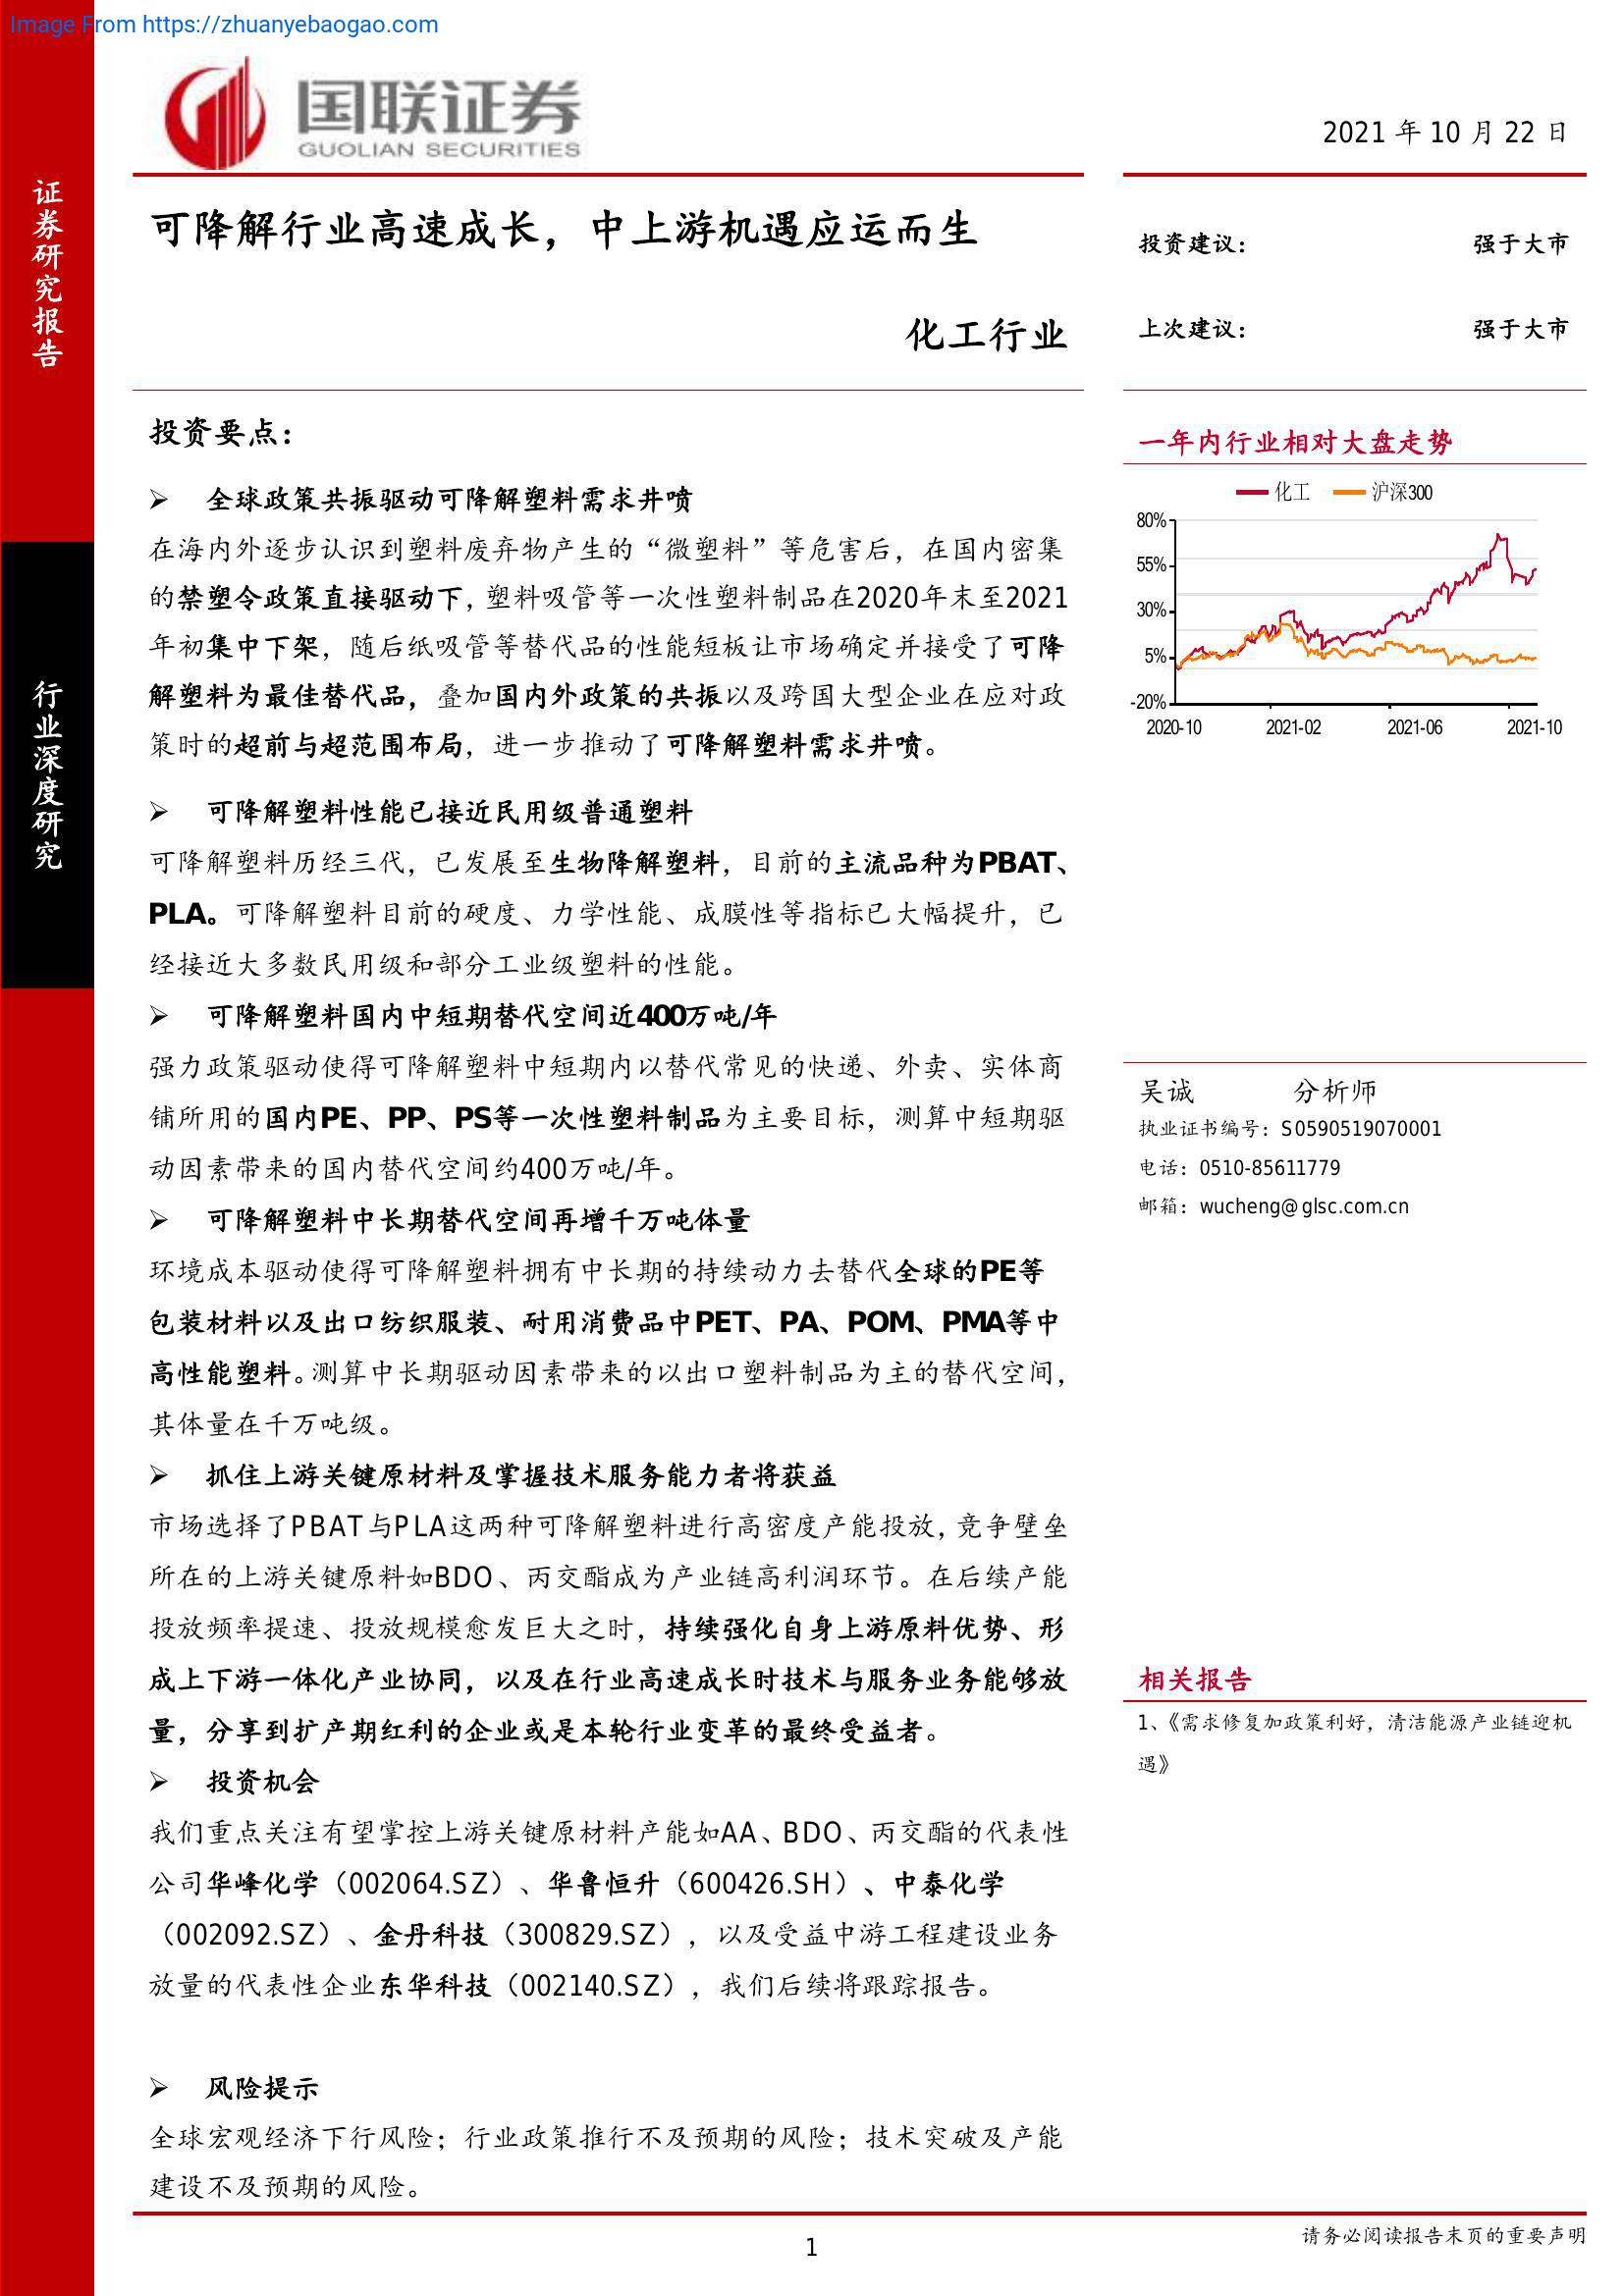 Image From https://zhuanyebaogao.com
国联证券
GUOLIAN SECURITIES
2021 年 10 月 22 日
证券研究报告
行业深度研究
可降解行业高速成长，中上游机遇应运而生
化工行业
投资建议： 强于大市
上次建议： 强于大市
投资要点：
➢ 全球政策共振驱动可降解塑料需求井喷
在海内外逐步认识到塑料废弃物产生的“微塑料”等危害后，在国内密集
的禁塑令政策直接驱动下，塑料吸管等一次性塑料制品在2020年末至2021
年初集中下架，随后纸吸管等替代品的性能短板让市场确定并接受了可降
解塑料为最佳替代品，叠加国内外政策的共振以及跨国大型企业在应对政
策时的超前与超范围布局，进一步推动了可降解塑料需求井喷。
➢ 可降解塑料性能已接近民用级普通塑料
可降解塑料历经三代，已发展至生物降解塑料，目前的主流品种为PBAT、
PLA。可降解塑料目前的硬度、力学性能、成膜性等指标已大幅提升，已
经接近大多数民用级和部分工业级塑料的性能。
➢ 可降解塑料国内中短期替代空间近400万吨/年
强力政策驱动使得可降解塑料中短期内以替代常见的快递、外卖、实体商
铺所用的国内PE、PP、PS等一次性塑料制品为主要目标，测算中短期驱
动因素带来的国内替代空间约400万吨/年。
➢ 可降解塑料中长期替代空间再增千万吨体量
环境成本驱动使得可降解塑料拥有中长期的持续动力去替代全球的PE等
包装材料以及出口纺织服装、耐用消费品中PET、PA、POM、PMA等中
高性能塑料。测算中长期驱动因素带来的以出口塑料制品为主的替代空间，
其体量在千万吨级。
➢ 抓住上游关键原材料及掌握技术服务能力者将获益
市场选择了PBAT与PLA这两种可降解塑料进行高密度产能投放，竞争壁垒
所在的上游关键原料如BDO、丙交酯成为产业链高利润环节。在后续产能
投放频率提速、投放规模愈发巨大之时，持续强化自身上游原料优势、形
成上下游一体化产业协同，以及在行业高速成长时技术与服务业务能够放
量，分享到扩产期红利的企业或是本轮行业变革的最终受益者。
➢ 投资机会
我们重点关注有望掌控上游关键原材料产能如AA、BDO、丙交酯的代表性
公司华峰化学（002064.SZ）、华鲁恒升（600426.SH）、中泰化学
（002092.SZ）、金丹科技（300829.SZ），以及受益中游工程建设业务
放量的代表性企业东华科技（002140.SZ），我们后续将跟踪报告。
➢ 风险提示
全球宏观经济下行风险；行业政策推行不及预期的风险；技术突破及产能
建设不及预期的风险。
一年内行业相对大盘走势
化工 沪深300
80%
55%
30%
5%
-20%
2020-10 2021-02 2021-06 2021-10
吴诚 分析师
执业证书编号：S0590519070001
电话：0510-85611779
邮箱：wucheng@glsc.com.cn
相关报告
1、《需求修复加政策利好，清洁能源产业链迎机
遇》
1
请务必阅读报告末页的重要声明